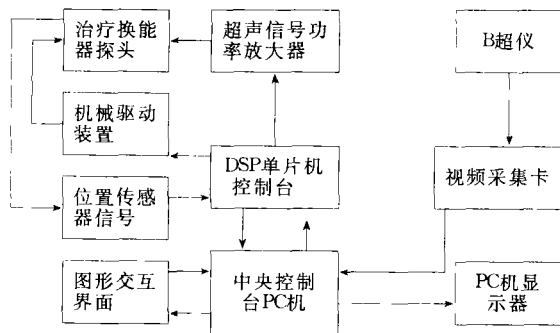 治疗换能
器探头
超声信号功
率放大器
B超仪
机械驱动
装置
DSP单片机
控制台
视频采集卡
位置传感
器信号
图形交互
界面
中央控制
台PC机
PC机显
示器